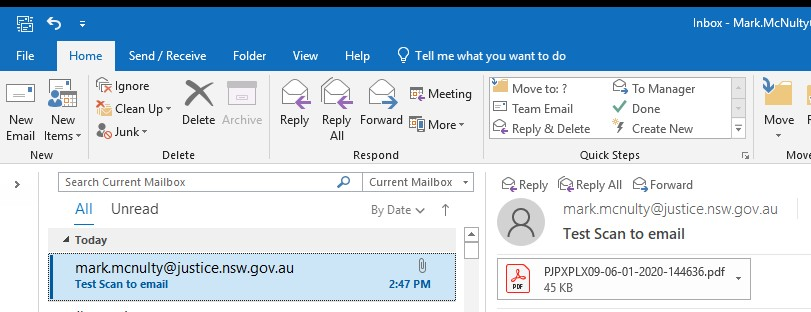 Inbox - Mark.McNulty
File Home Send / Receive Folder View Help Tell me what you want to do
New Email
New Items
Ignore
Clean Up
Junk
Delete
Archive
Reply
Reply All
Forward
Meeting
More
Move to: ?
Team Email
Reply & Delete
To Manager
Done
Create New
Move
New Delete Respond Quick Steps Move
Search Current Mailbox Current Mailbox
All Unread By Date
Today
mark.mcnulty@justice.nsw.gov.au
Test Scan to email 2:47 PM
Reply Reply All Forward
mark.mcnulty@justice.nsw.gov.au
Test Scan to email
PDF
PJPXPLX09-06-01-2020-144636.pdf
45 KB